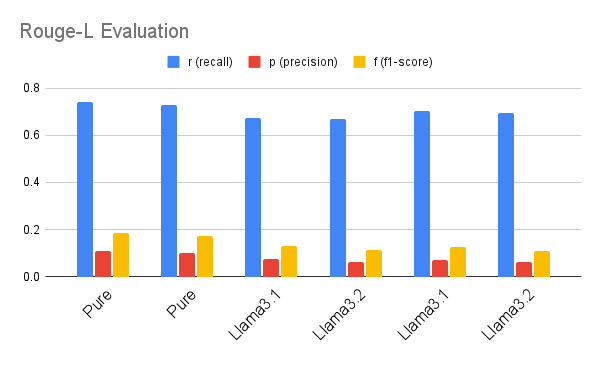 Rouge-L Evaluation
r (recall) p (precision) f (f1-score)
0.8
0.6
0.4
0.2
0.0
Pure Pure Llama3.1 Llama3.2 Llama3.1 Llama3.2